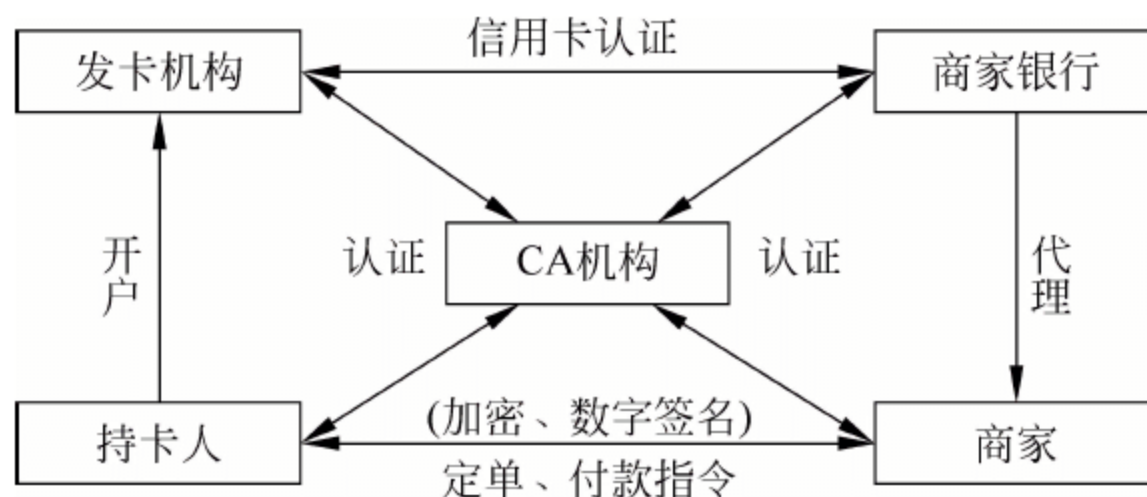 信用卡认证
发卡机构
商家银行
开户
认证
CA机构
认证
代理
持卡人
(加密、数字签名)
定单、付款指令
商家